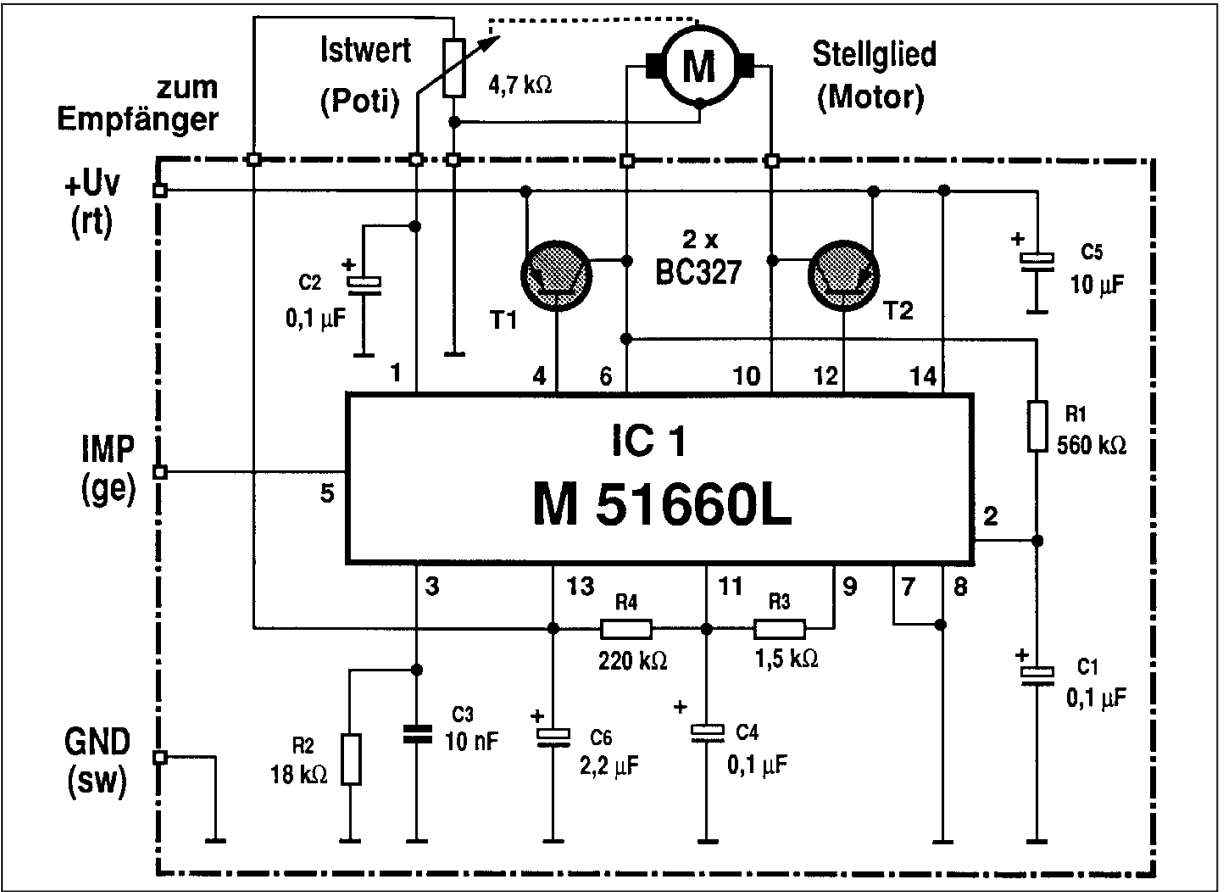 Istwert
(Poti)
4,7 kΩ
M
Stellglied
(Motor)
zum
Empfänger
+Uv
(rt)
2 x
BC327
T1
T2
+
C2
0,1 µF
+
C5
10 µF
1
4
6
10
12
14
IC 1
M 51660L
R1
560 kΩ
IMP
(ge)
5
2
3
13
11
9
7
8
R4
220 kΩ
R3
1,5 kΩ
+
C1
0,1 µF
GND
(sw)
R2
18 kΩ
C3
10 nF
+
C6
2,2 µF
+
C4
0,1 µF